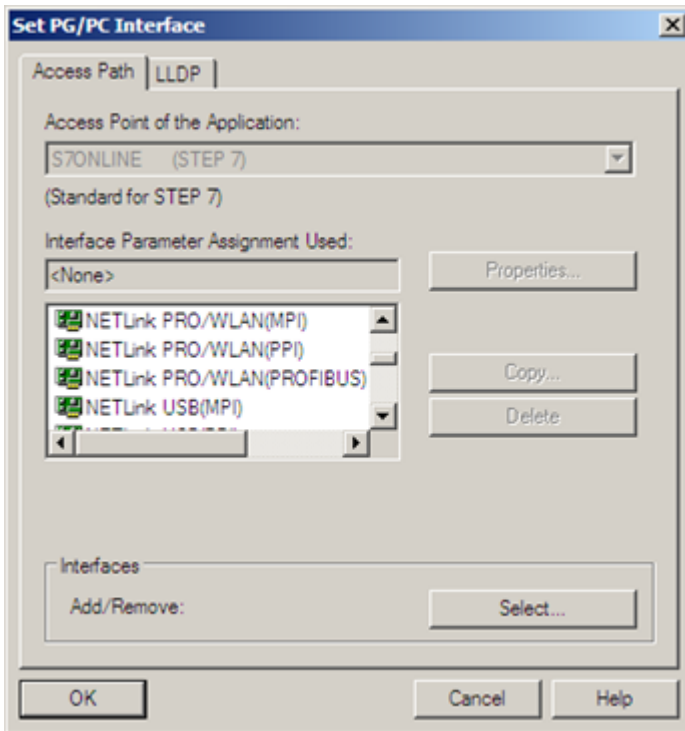 Set PG/PC Interface
Access Path
LLDP
Access Point of the Application:
S7ONLINE (STEP 7)
(Standard for STEP 7)
Interface Parameter Assignment Used:
<None>
Properties...
NETLink PRO/WLAN(MPI)
NETLink PRO/WLAN(PPI)
NETLink PRO/WLAN(PROFIBUS)
NETLink USB(MPI)
Copy...
Delete
Interfaces
Add/Remove:
Select...
OK
Cancel
Help